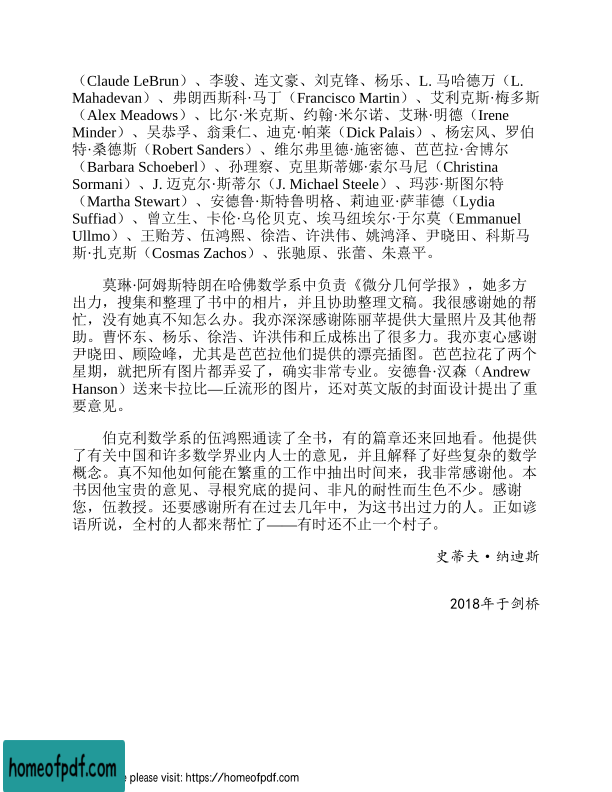 （Claude LeBrun）、李骏、连文豪、刘克锋、杨乐、L. 马哈德万（L.
Mahadevan）、弗朗西斯科·马丁（Francisco Martin）、艾利克斯·梅多斯
（Alex Meadows）、比尔·米克斯、约翰·米尔诺、艾琳·明德（Irene
Minder）、吴恭孚、翁秉仁、迪克·帕莱（Dick Palais）、杨宏风、罗伯
特·桑德斯（Robert Sanders）、维尔弗里德·施密德、芭芭拉·舍博尔
（Barbara Schoeberl）、孙理察、克里斯蒂娜·索尔马尼（Christina
Sormani）、J. 迈克尔·斯蒂尔（J. Michael Steele）、玛莎·斯图尔特
（Martha Stewart）、安德鲁·斯特鲁明格、莉迪亚·萨菲德（Lydia
Suffiad）、曾立生、卡伦·乌伦贝克、埃马纽埃尔·于尔莫（Emmanuel
Ullmo）、王贻芳、伍鸿熙、徐浩、许洪伟、姚鸿泽、尹晓田、科斯马
斯·扎克斯（Cosmas Zachos）、张驰原、张蕾、朱熹平。
莫琳·阿姆斯特朗在哈佛数学系中负责《微分几何学报》，她多方
出力，搜集和整理了书中的相片，并且协助整理文稿。我很感谢她的帮
忙，没有她真不知怎么办。我亦深深感谢陈丽苹提供大量照片及其他帮
助。曹怀东、杨乐、徐浩、许洪伟和丘成栋出了很多力。我亦衷心感谢
尹晓田、顾险峰，尤其是芭芭拉他们提供的漂亮插图。芭芭拉花了两个
星期，就把所有图片都弄妥了，确实非常专业。安德鲁·汉森（Andrew
Hanson）送来卡拉比—丘流形的图片，还对英文版的封面设计提出了重
要意见。
伯克利数学系的伍鸿熙通读了全书，有的篇章还来回地看。他提供
了有关中国和许多数学界业内人士的意见，并且解释了好些复杂的数学
概念。真不知他如何能在繁重的工作中抽出时间来，我非常感谢他。本
书因他宝贵的意见、寻根究底的提问、非凡的耐性而生色不少。感谢
您，伍教授。还要感谢所有在过去几年中，为这书出过力的人。正如谚
语所说，全村的人都来帮忙了——有时还不止一个村子。
史蒂夫·纳迪斯
2018年于剑桥
homeofpdf.com
please visit: https://homeofpdf.com